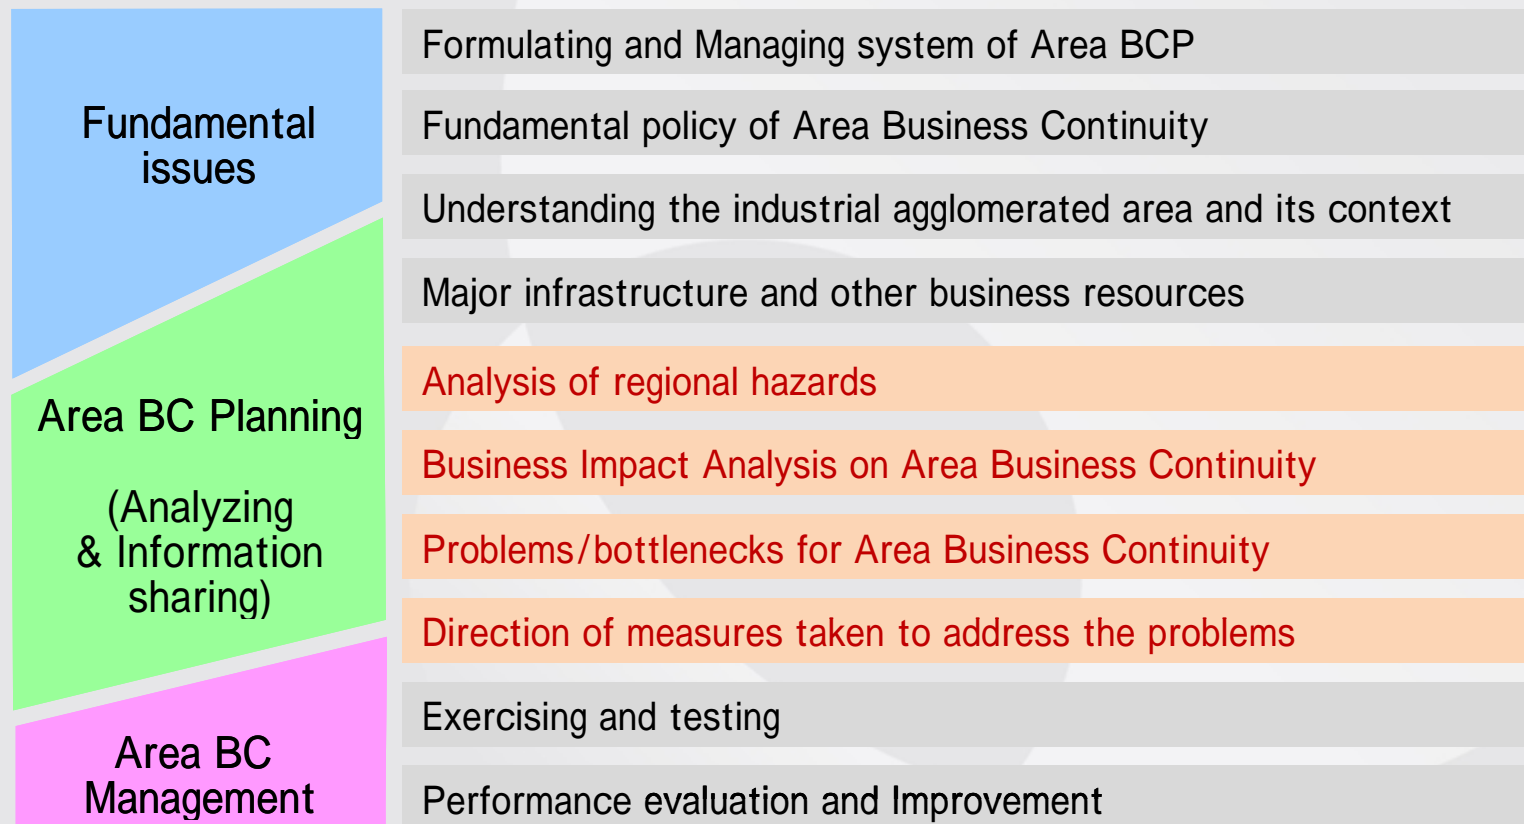 Fundamental
issues
Area BC Planning
(Analyzing
& Information
sharing)
Area BC
Management
Formulating and Managing system of Area BCP
Fundamental policy of Area Business Continuity
Understanding the industrial agglomerated area and its context
Major infrastructure and other business resources
Analysis of regional hazards
Business Impact Analysis on Area Business Continuity
Problems/bottlenecks for Area Business Continuity
Direction of measures taken to address the problems
Exercising and testing
Performance evaluation and Improvement